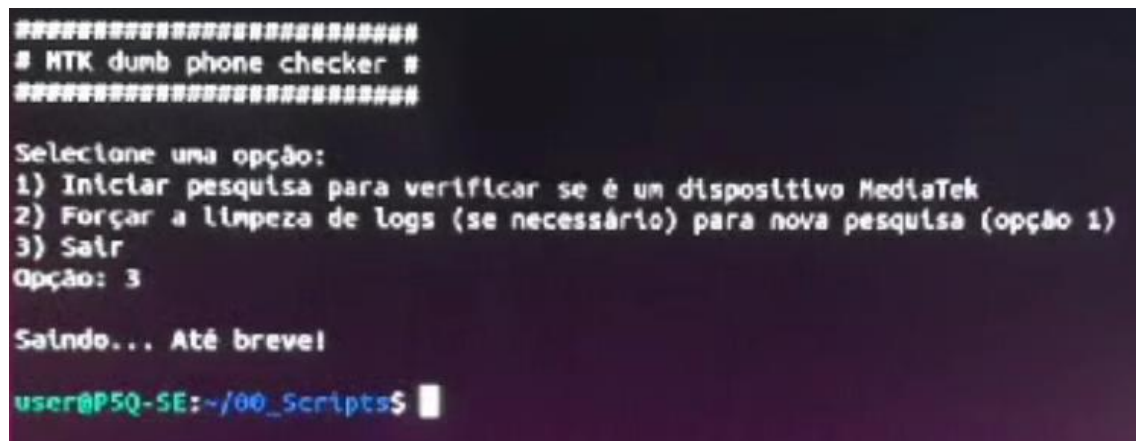 ##########################
# MTK dumb phone checker #
##########################
Selecione uma opção:
1) Iniciar pesquisa para verificar se é um dispositivo MediaTek
2) Forçar a limpeza de logs (se necessário) para nova pesquisa (opção 1)
3) Sair
Opção: 3
Saindo... Até breve!
user@P5Q-SE:~/00_Scripts$